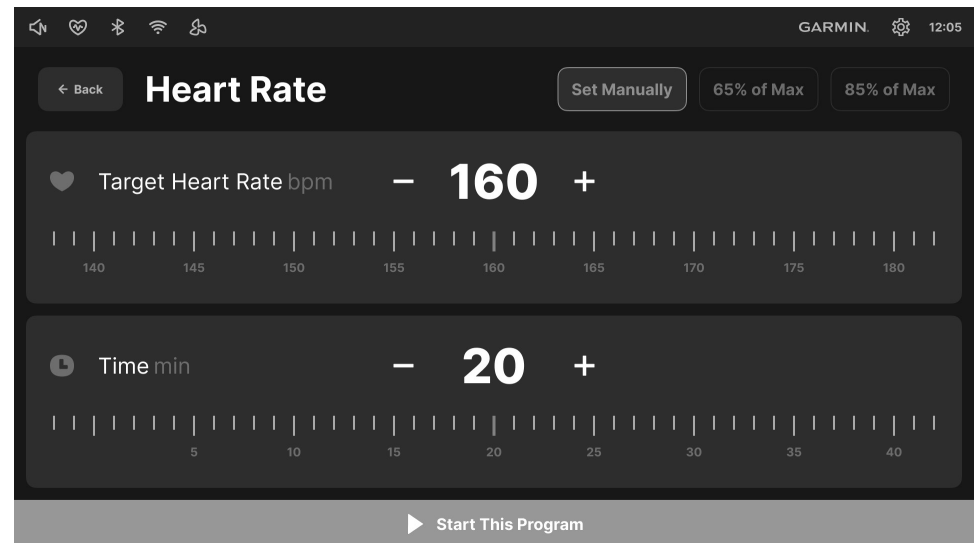 GARMIN. 12:05
← Back Heart Rate Set Manually 65% of Max 85% of Max
Target Heart Rate bpm − 160 +
140 145 150 155 160 165 170 175 180
Time min − 20 +
5 10 15 20 25 30 35 40
Start This Program